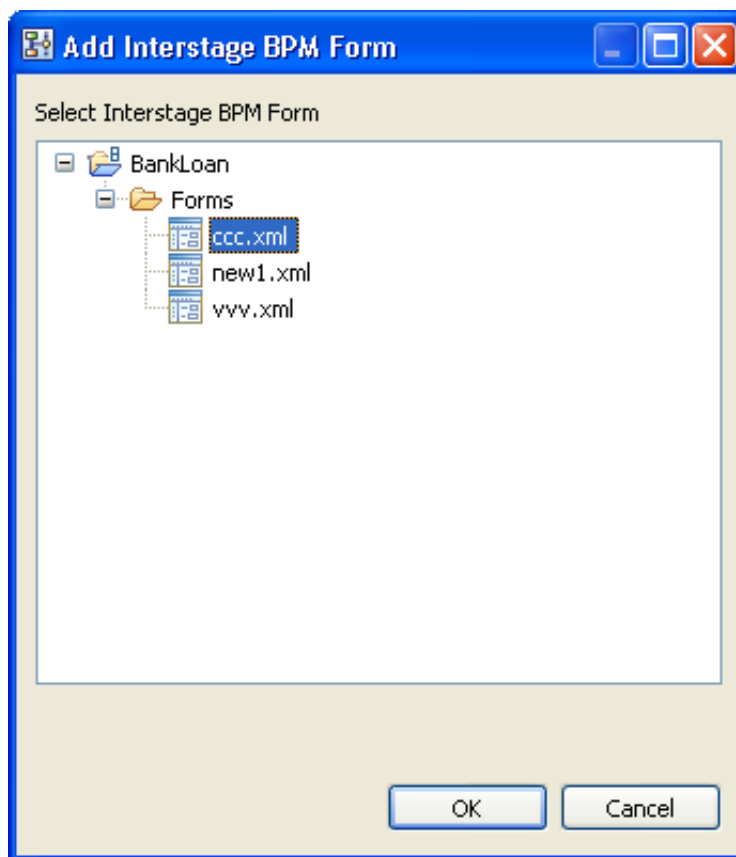 Add Interstage BPM Form
Select Interstage BPM Form
BankLoan
Forms
ccc.xml
new1.xml
vvv.xml
OK
Cancel